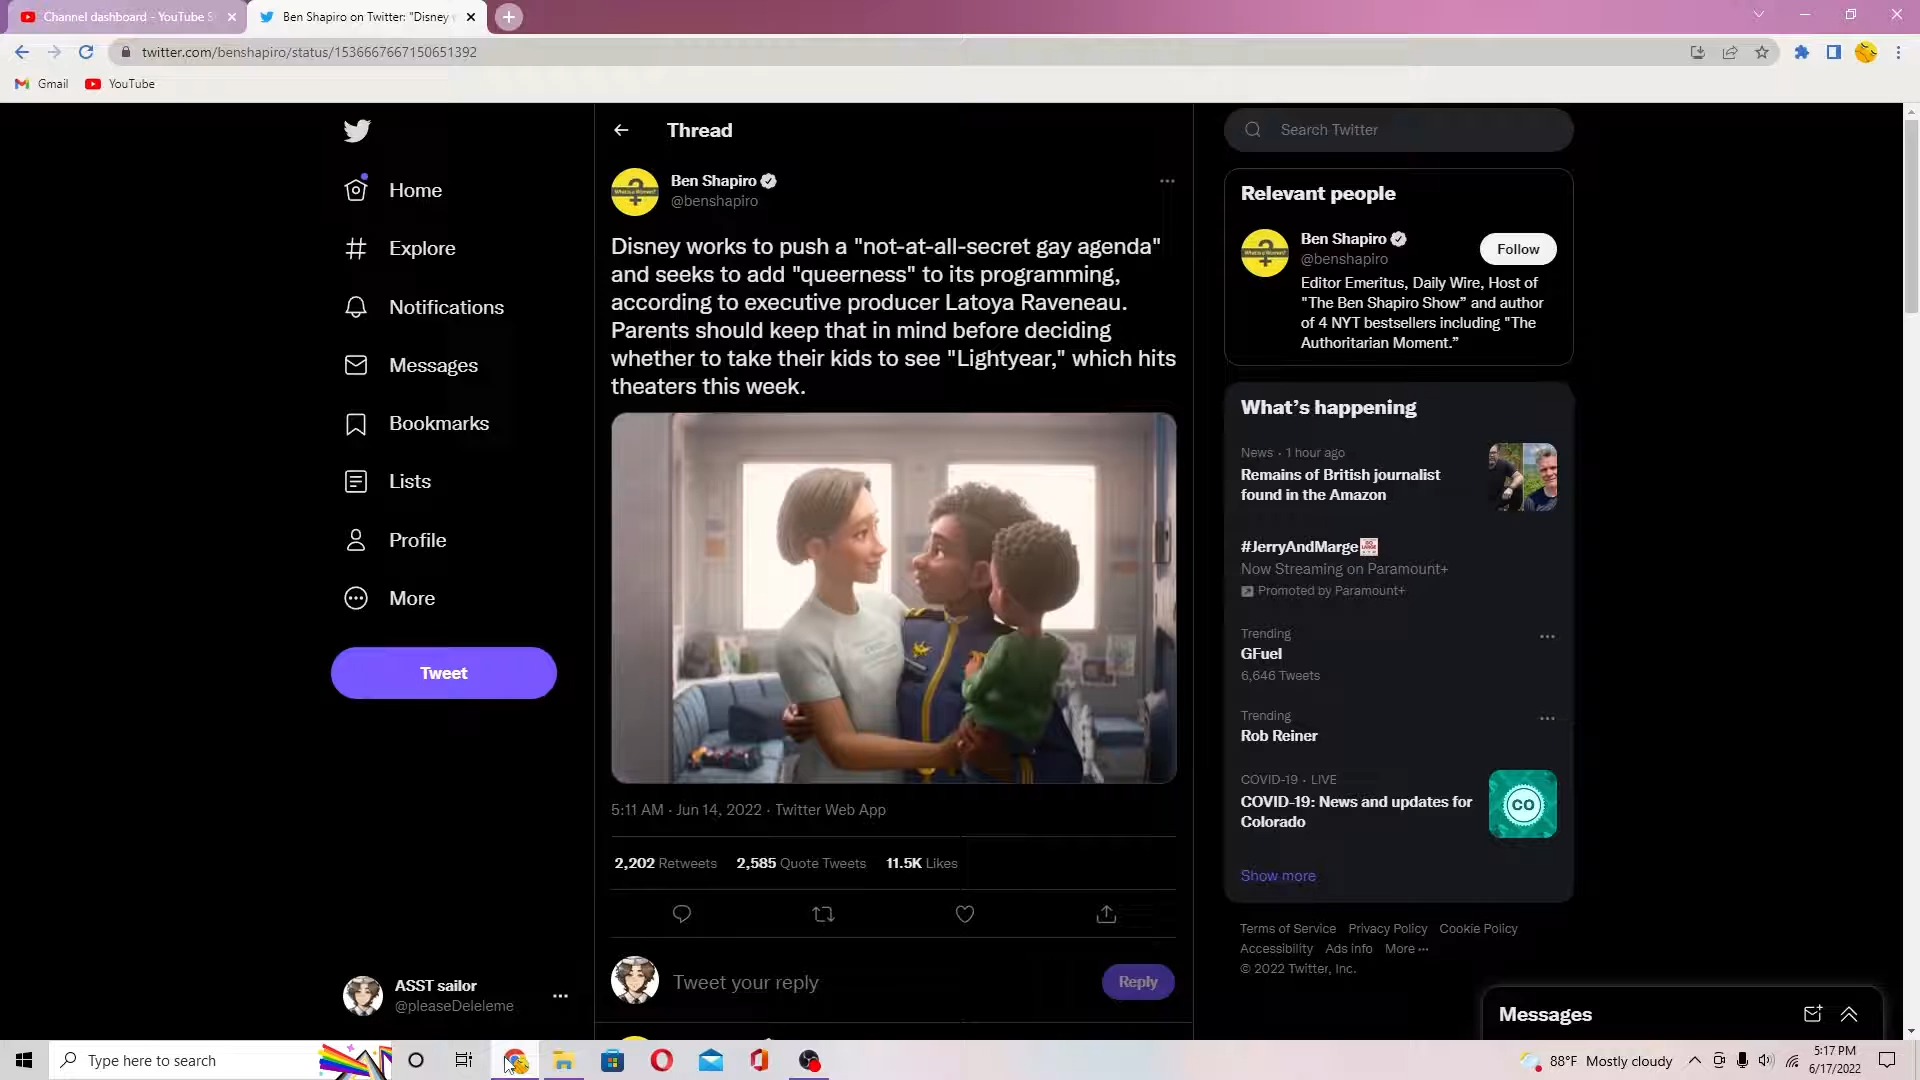 Channel dashboard - YouTube S
Ben Shapiro on Twitter: "Disney
twitter.com/benshapiro/status/1536667667150651392
Gmail
YouTube
Home
Explore
Notifications
Messages
Bookmarks
Lists
Profile
More
Tweet
ASST sailor
@pleaseDeleleme
Thread
Ben Shapiro
@benshapiro
Disney works to push a "not-at-all-secret gay agenda"
and seeks to add "queerness" to its programming,
according to executive producer Latoya Raveneau.
Parents should keep that in mind before deciding
whether to take their kids to see "Lightyear," which hits
theaters this week.
5:11 AM · Jun 14, 2022 · Twitter Web App
2,202 Retweets 2,585 Quote Tweets 11.5K Likes
Tweet your reply
Reply
Search Twitter
Relevant people
Ben Shapiro
@benshapiro
Follow
Editor Emeritus, Daily Wire, Host of
"The Ben Shapiro Show” and author
of 4 NYT bestsellers including "The
Authoritarian Moment.”
What’s happening
News · 1 hour ago
Remains of British journalist
found in the Amazon
#JerryAndMarge
Now Streaming on Paramount+
Promoted by Paramount+
Trending
GFuel
6,646 Tweets
Trending
Rob Reiner
COVID-19 · LIVE
COVID-19: News and updates for
Colorado
CO
Show more
Terms of Service Privacy Policy Cookie Policy
Accessibility Ads info More ···
© 2022 Twitter, Inc.
Messages
Type here to search
88°F Mostly cloudy
5:17 PM
6/17/2022